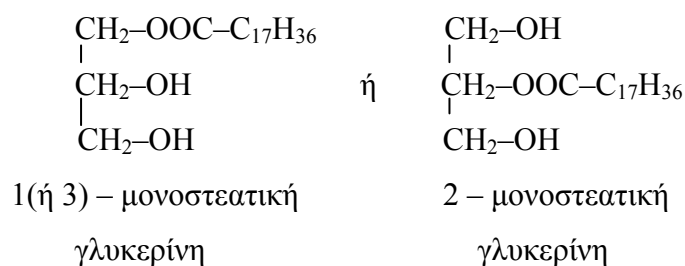 CH₂–OOC–C₁₇H₃₆ CH₂–OH
CH₂–OH ή CH₂–OOC–C₁₇H₃₆
CH₂–OH CH₂–OH
1(ή 3) – μονοστεατική 2 – μονοστεατική
γλυκερίνη γλυκερίνη